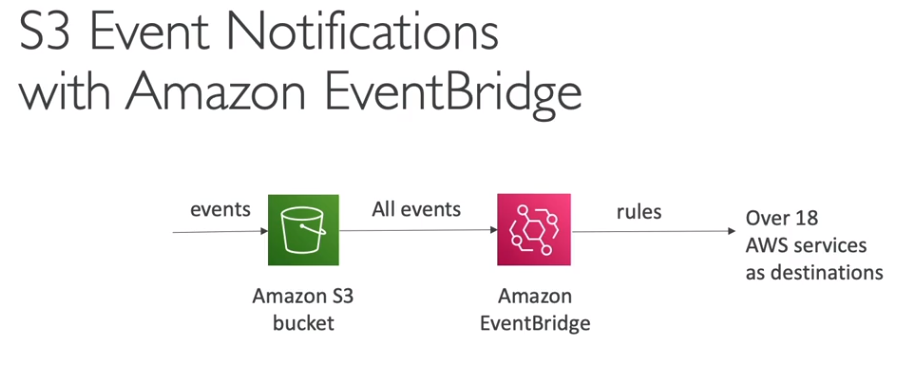 S3 Event Notifications
with Amazon EventBridge
events
All events
rules
Over 18
AWS services
as destinations
Amazon S3
bucket
Amazon
EventBridge